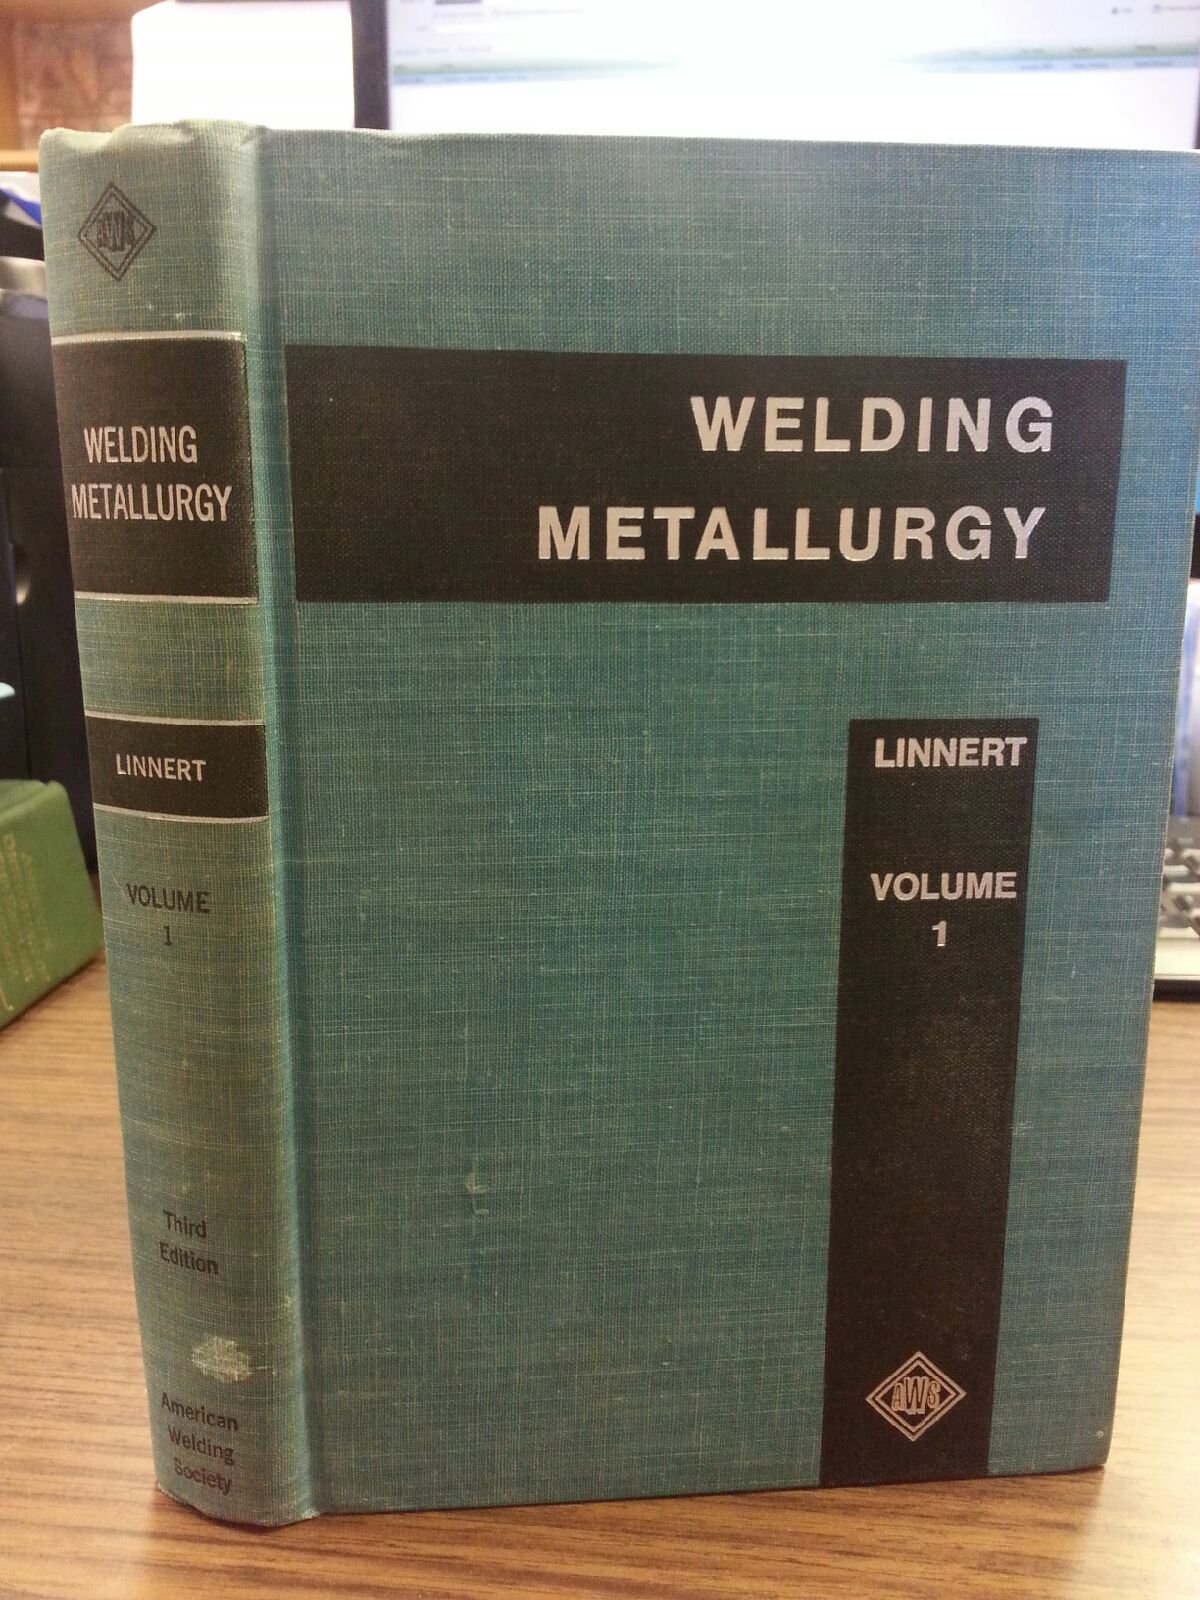 AWS
WELDING
METALLURGY
LINNERT
VOLUME
1
Third
Edition
American
Welding
Society
WELDING
METALLURGY
LINNERT
VOLUME
1
AWS